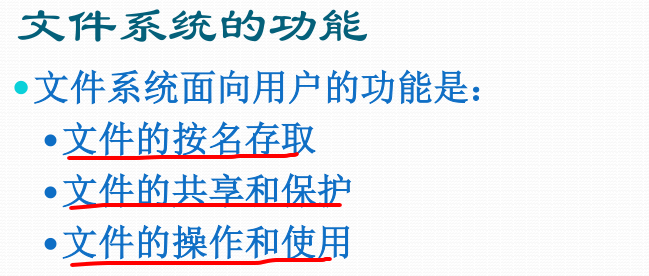 文件系统的功能
文件系统面向用户的功能是：
文件的按名存取
文件的共享和保护
文件的操作和使用